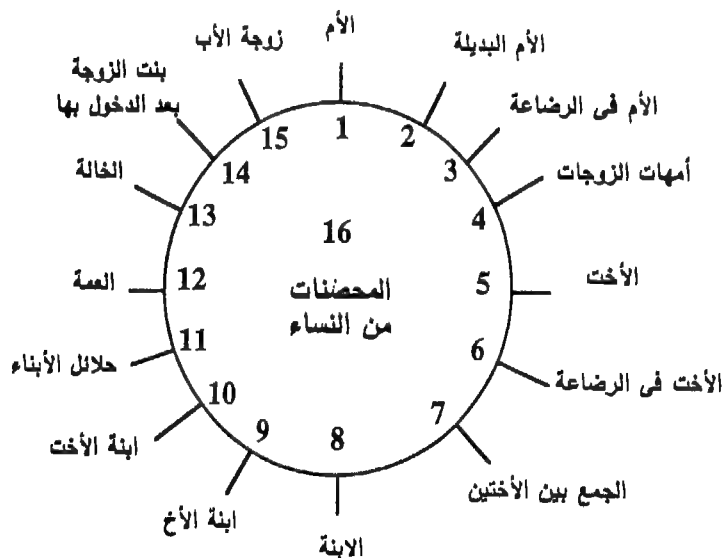 1 الأم
2 الأم البديلة
3 الأم فى الرضاعة
4 أمهات الزوجات
5 الأخت
6 الأخت فى الرضاعة
7 الجمع بين الأختين
8 الابنة
9 ابنة الأخ
10 ابنة الأخت
11 حلائل الأبناء
12 العمة
13 الخالة
14 بنت الزوجة
بعد الدخول بها
15 زوجة الأب
16
المحصنات
من النساء